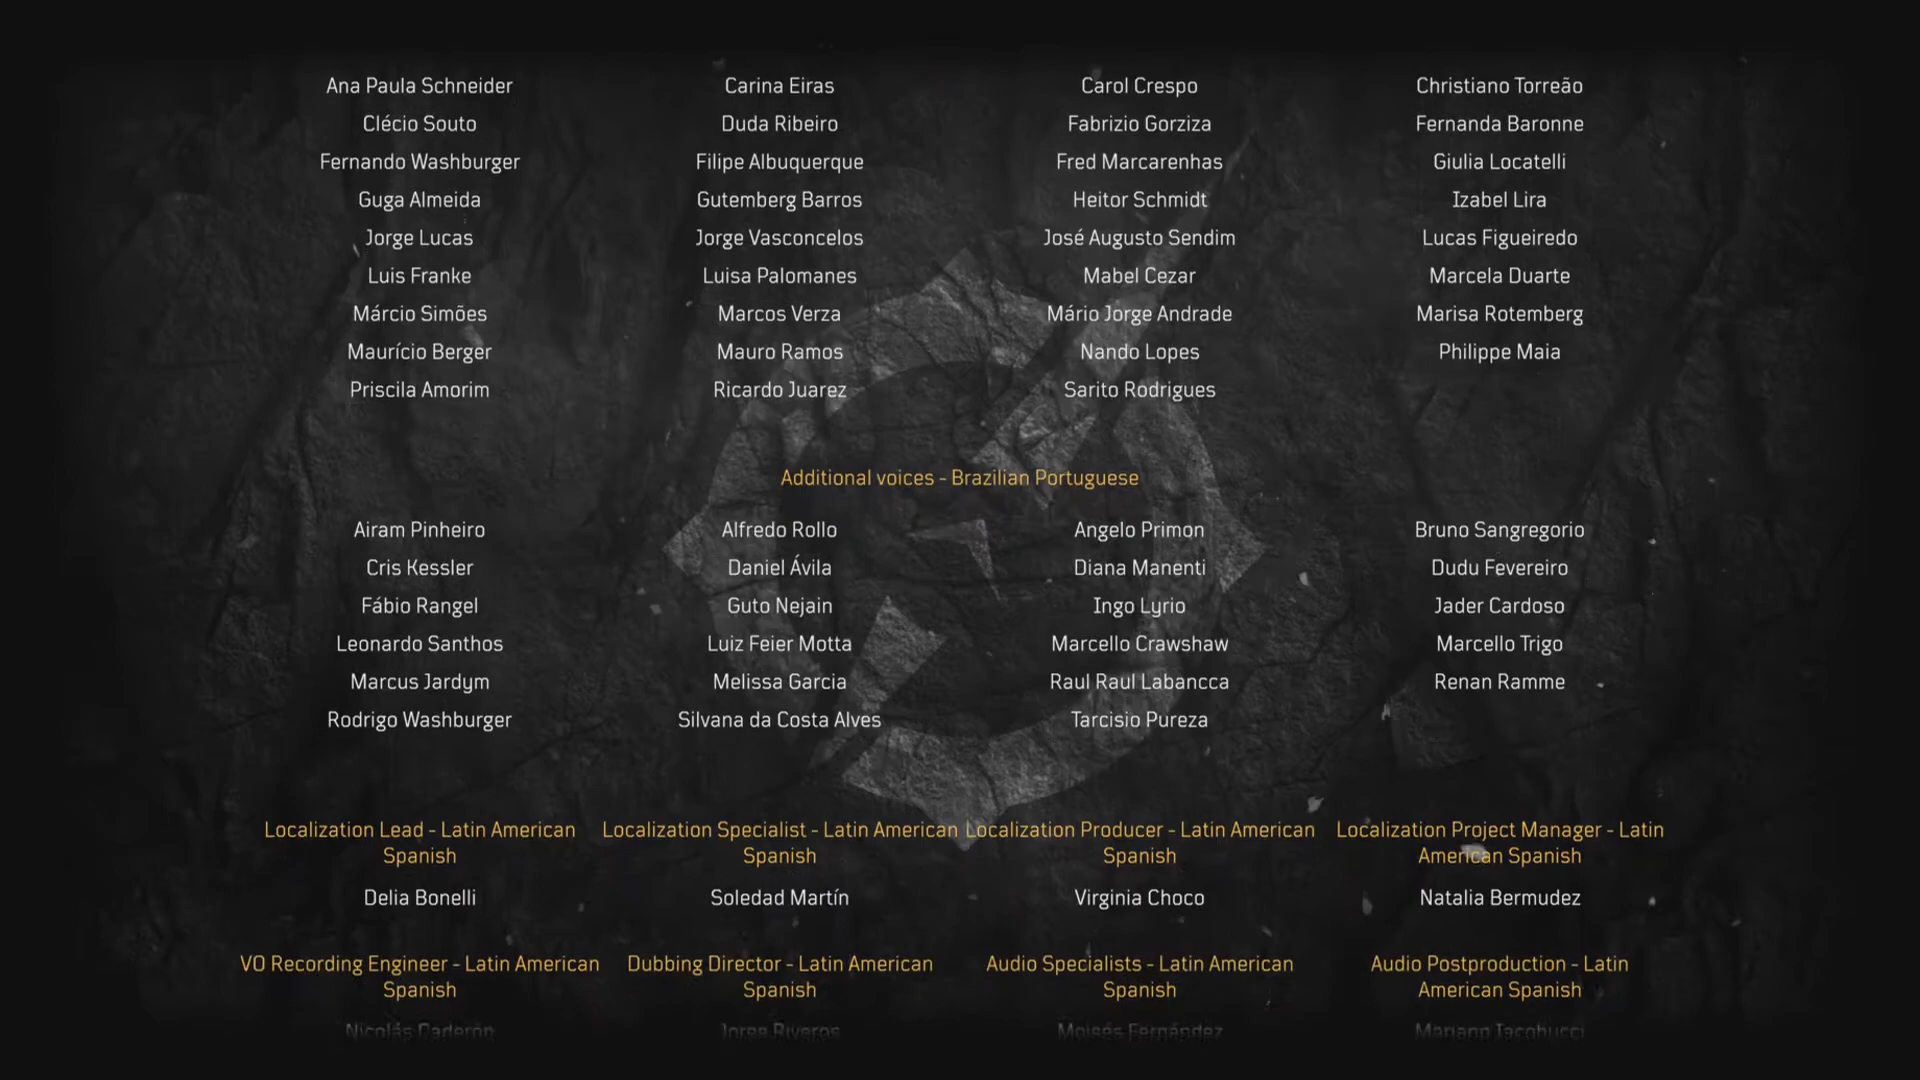 Ana Paula Schneider Carina Eiras Carol Crespo Christiano Torreão
Clécio Souto Duda Ribeiro Fabrizio Gorziza Fernanda Baronne
Fernando Washburger Filipe Albuquerque Fred Marcarenhas Giulia Locatelli
Guga Almeida Gutemberg Barros Heitor Schmidt Izabel Lira
Jorge Lucas Jorge Vasconcelos José Augusto Sendim Lucas Figueiredo
Luis Franke Luisa Palomanes Mabel Cezar Marcela Duarte
Márcio Simões Marcos Verza Mário Jorge Andrade Marisa Rotemberg
Maurício Berger Mauro Ramos Nando Lopes Philippe Maia
Priscila Amorim Ricardo Juarez Sarito Rodrigues
Additional voices - Brazilian Portuguese
Airam Pinheiro Alfredo Rollo Angelo Primon Bruno Sangregorio
Cris Kessler Daniel Ávila Diana Manenti Dudu Fevereiro
Fábio Rangel Guto Nejain Ingo Lyrio Jader Cardoso
Leonardo Santhos Luiz Feier Motta Marcello Crawshaw Marcello Trigo
Marcus Jardym Melissa Garcia Raul Raul Labancca Renan Ramme
Rodrigo Washburger Silvana da Costa Alves Tarcisio Pureza
Localization Lead - Latin American Localization Specialist - Latin American Localization Producer - Latin American Localization Project Manager - Latin
Spanish Spanish Spanish American Spanish
Delia Bonelli Soledad Martín Virginia Choco Natalia Bermudez
VO Recording Engineer - Latin American Dubbing Director - Latin American Audio Specialists - Latin American Audio Postproduction - Latin
Spanish Spanish Spanish American Spanish
Nicolás Jorge Riveros Moisés Fernández Mariano Iacobucci